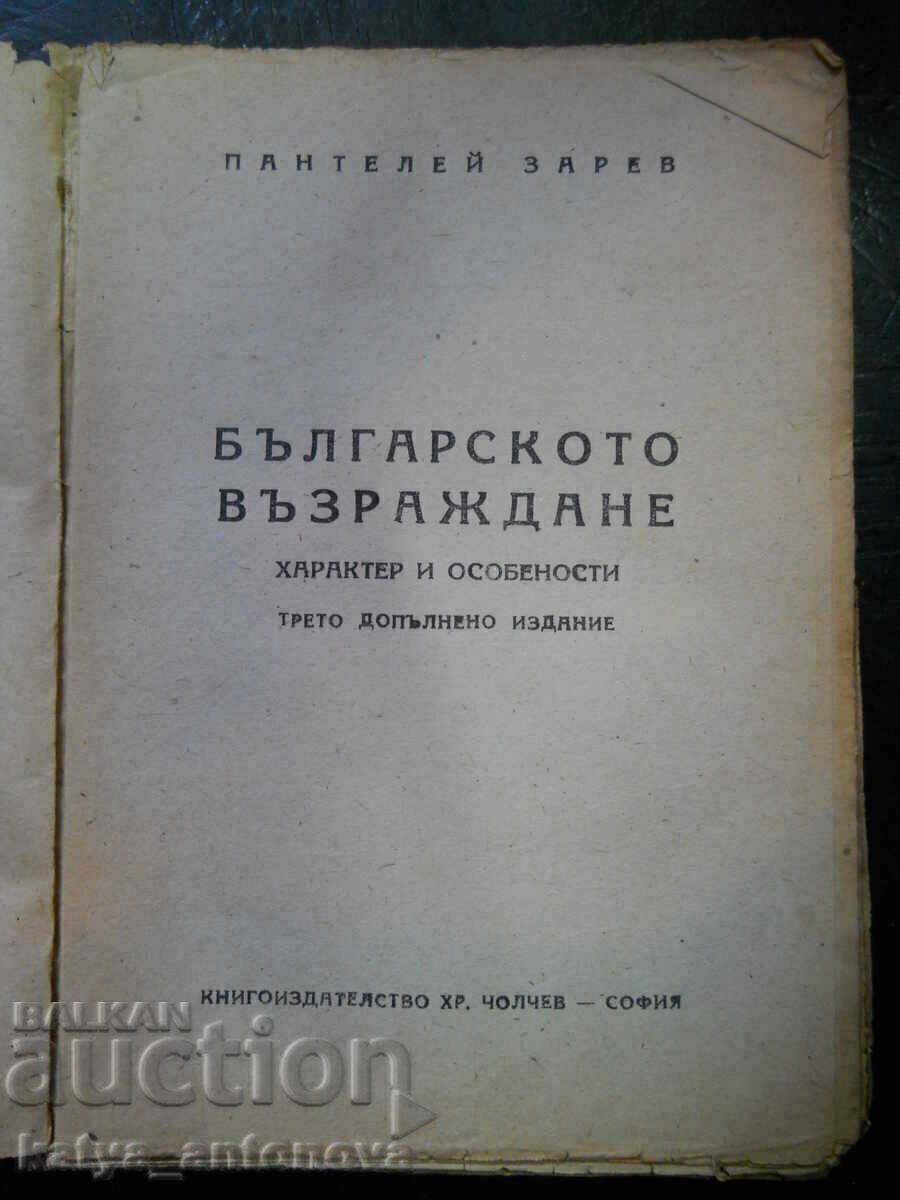 ПАНТЕЛЕЙ ЗАРЕВ
БЪЛГАРСКОТО
ВЪЗРАЖДАНЕ
ХАРАКТЕР И ОСОБЕНОСТИ
ТРЕТО ДОПЪЛНЕНО ИЗДАНИЕ
КНИГОИЗДАТЕЛСТВО ХР. ЧОЛЧЕВ — СОФИЯ
BALKAN
auction
katya_antonova